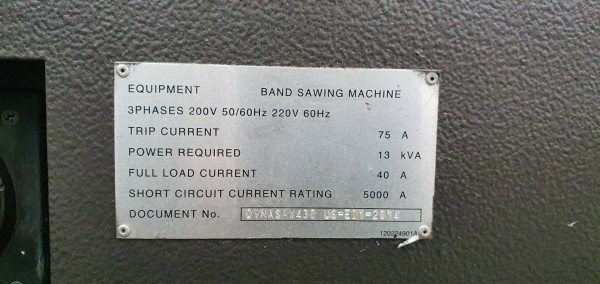 EQUIPMENT BAND SAWING MACHINE
3PHASES 200V 50/60Hz 220V 60Hz
TRIP CURRENT 75 A
POWER REQUIRED 13 kVA
FULL LOAD CURRENT 40 A
SHORT CIRCUIT CURRENT RATING 5000 A
DOCUMENT No.
120224901A